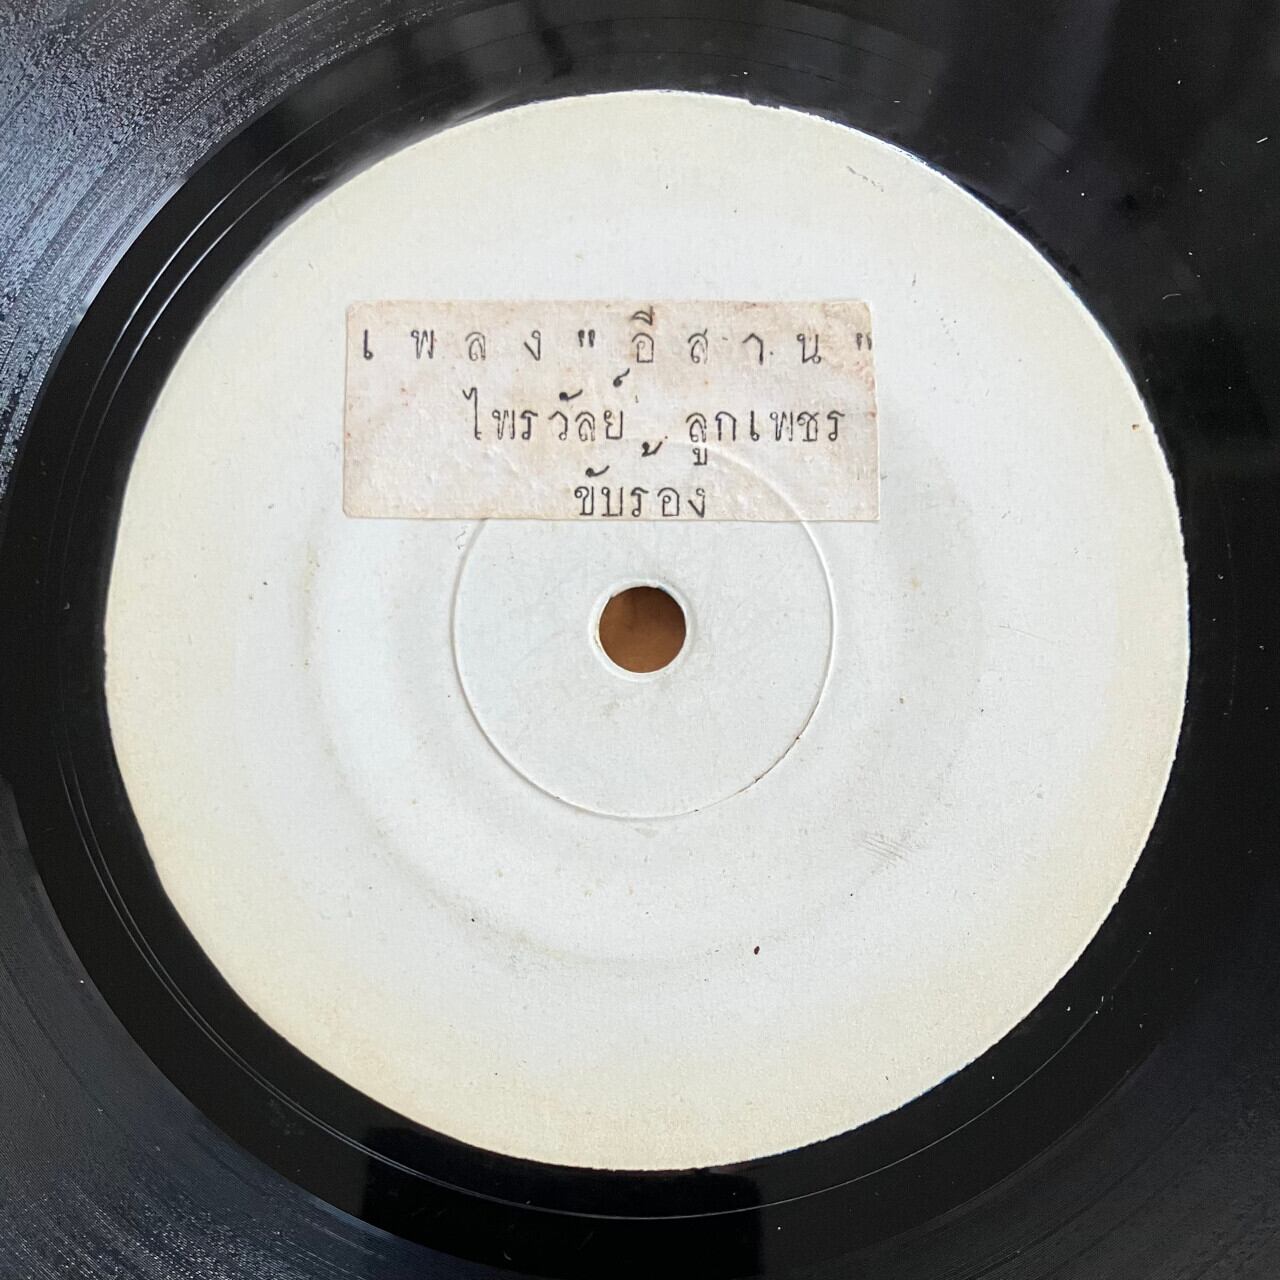 เ พ ล ง " อี ส า น "
ไพรวัลย์ ลูกเพชร
ขับร้อง